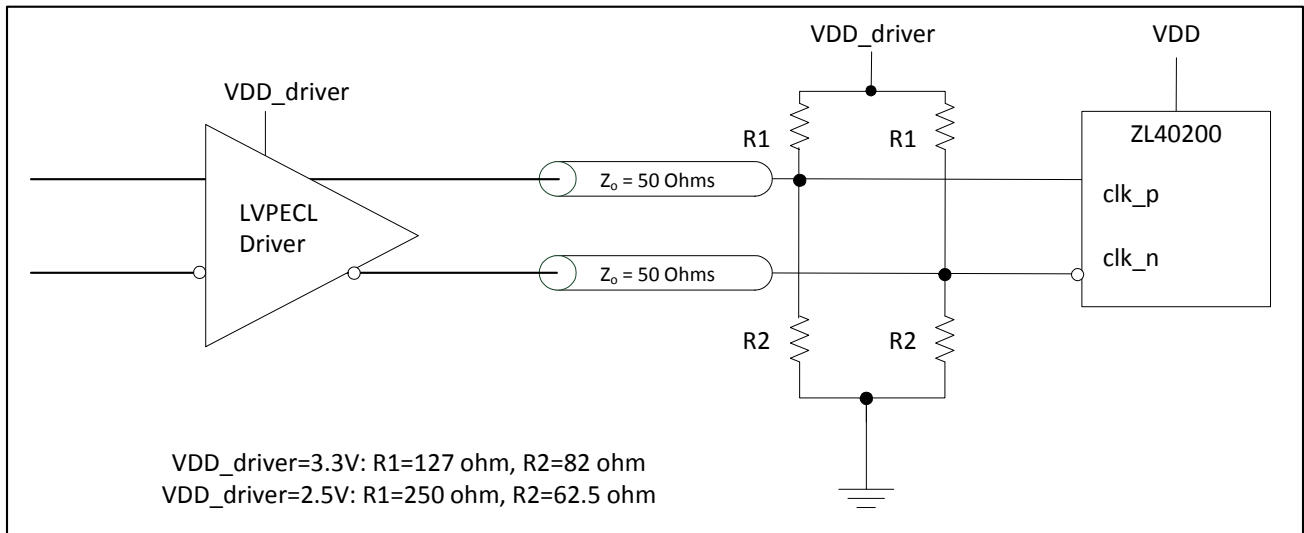 VDD_driver
VDD
VDD_driver
ZL40200
R1
R1
Zo = 50 Ohms
clk_p
LVPECL
Driver
clk_n
Zo = 50 Ohms
R2
R2
VDD_driver=3.3V: R1=127 ohm, R2=82 ohm
VDD_driver=2.5V: R1=250 ohm, R2=62.5 ohm